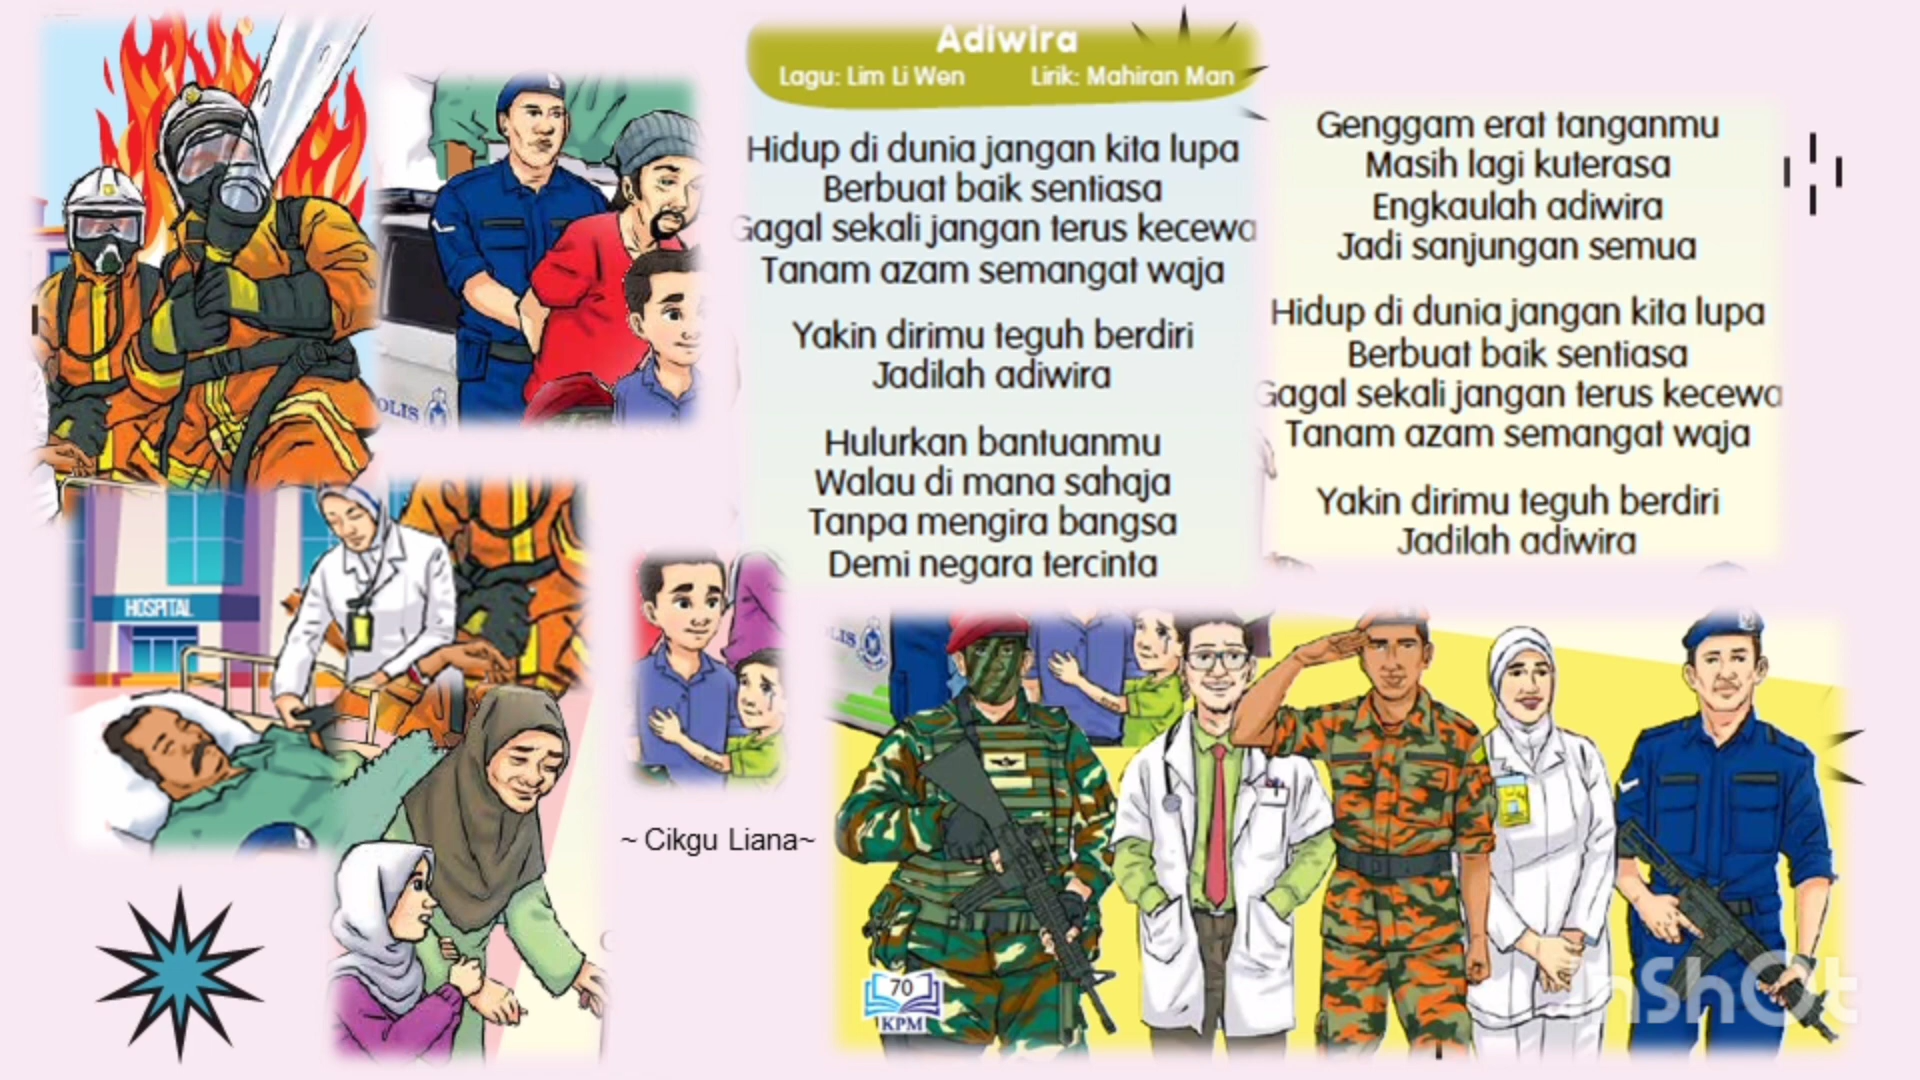 Adiwira
Lagu: Lim Li Wen Lirik: Mahiran Man
Hidup di dunia jangan kita lupa
Berbuat baik sentiasa
Gagal sekali jangan terus kecewa
Tanam azam semangat waja
Yakin dirimu teguh berdiri
Jadilah adiwira
Hulurkan bantuanmu
Walau di mana sahaja
Tanpa mengira bangsa
Demi negara tercinta
Genggam erat tanganmu
Masih lagi kuterasa
Engkaulah adiwira
Jadi sanjungan semua
Hidup di dunia jangan kita lupa
Berbuat baik sentiasa
Gagal sekali jangan terus kecewa
Tanam azam semangat waja
Yakin dirimu teguh berdiri
Jadilah adiwira
OLIS
HOSPITAL
LIS
~ Cikgu Liana~
70
KPM
InShOt